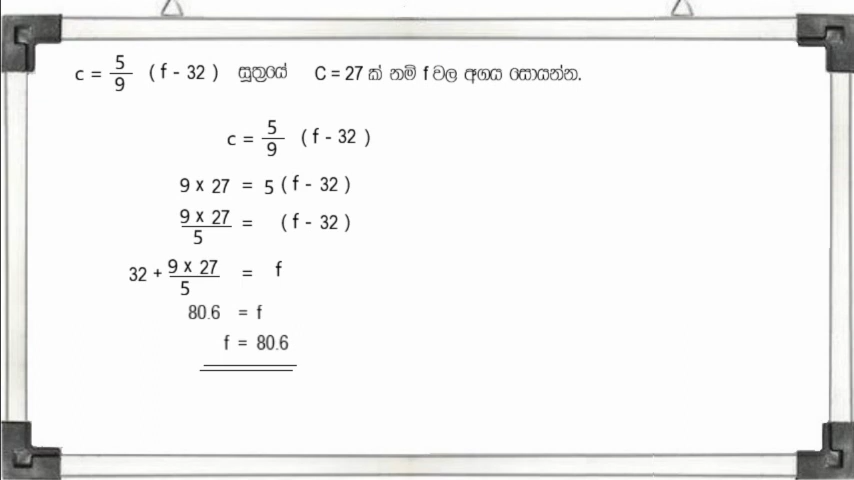 c = 5/9 ( f - 32 ) සූත්‍රයේ C = 27 ක් නම් f වල අගය සොයන්න.
c = 5/9 ( f - 32 )
9 x 27 = 5 ( f - 32 )
9 x 27/5 = ( f - 32 )
32 + 9 x 27/5 = f
80.6 = f
f = 80.6